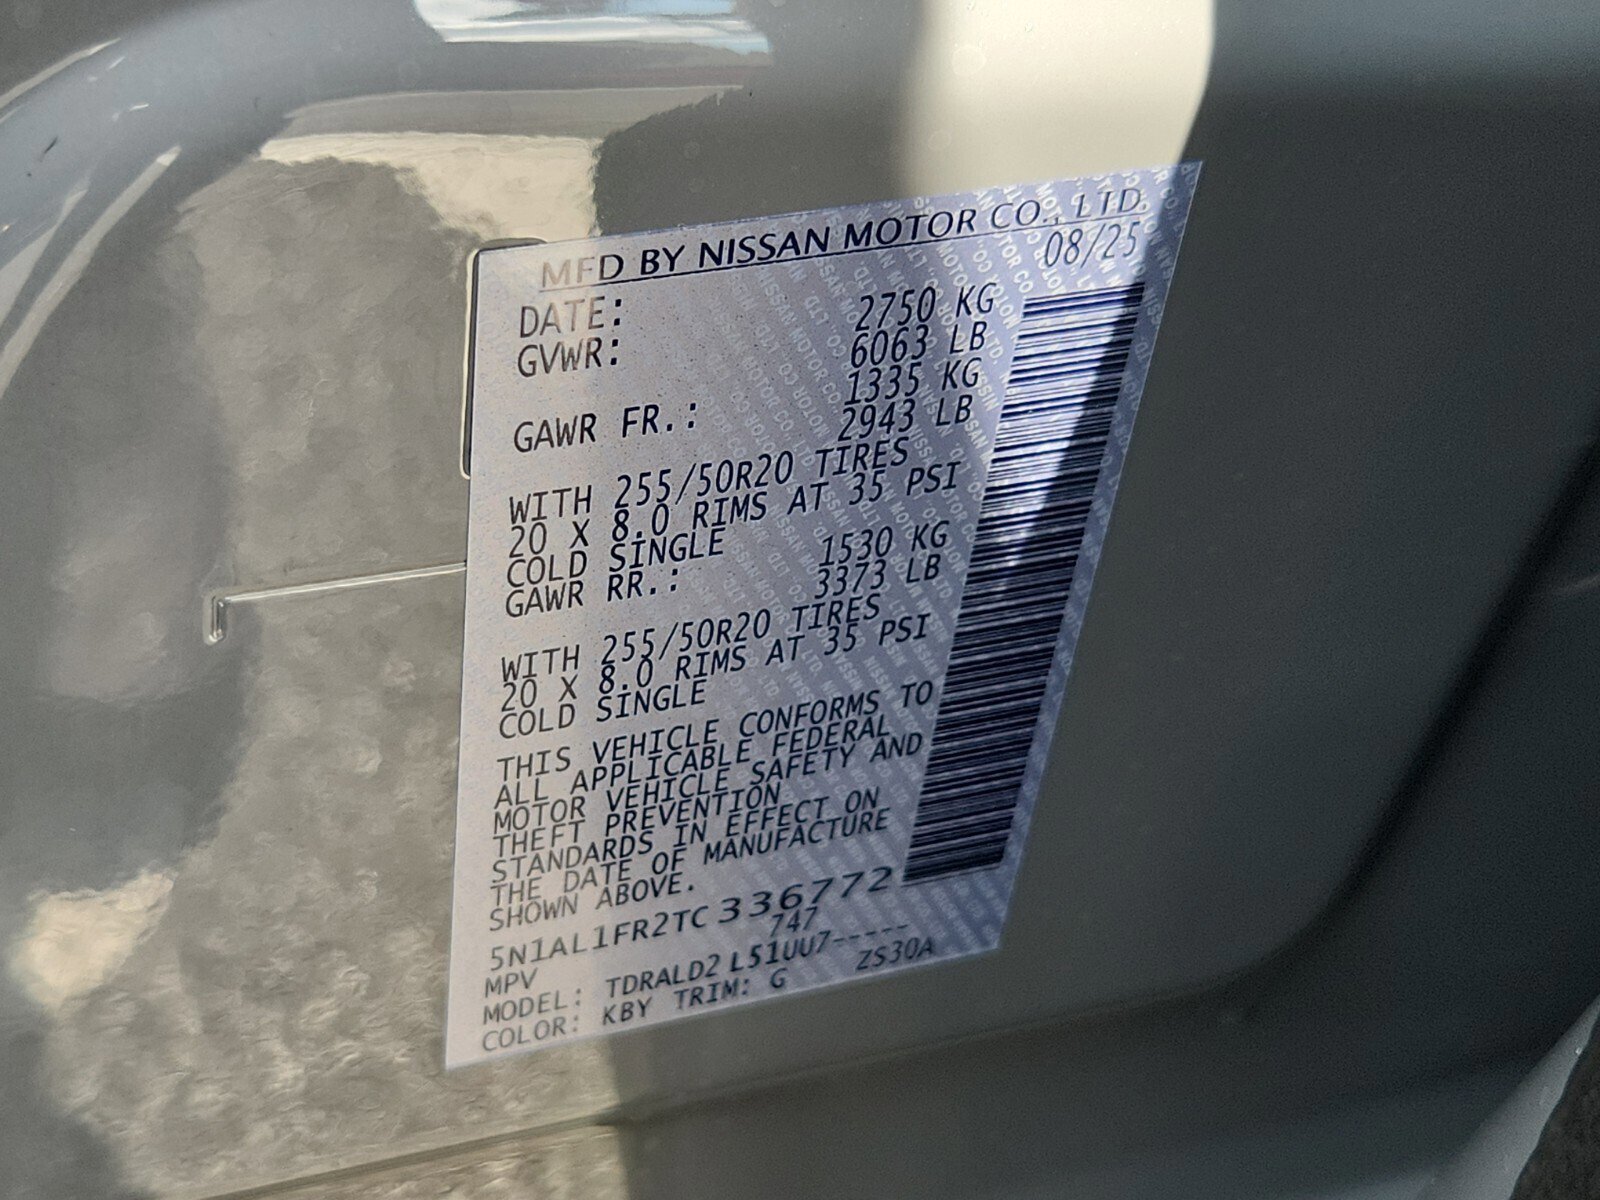 MFD BY NISSAN MOTOR CO., LTD.
DATE: 08/25
GVWR: 2750 KG
6063 LB
GAWR FR.: 1335 KG
2943 LB
WITH 255/50R20 TIRES
20 X 8.0 RIMS AT 35 PSI
COLD SINGLE
GAWR RR.: 1530 KG
3373 LB
WITH 255/50R20 TIRES
20 X 8.0 RIMS AT 35 PSI
COLD SINGLE
THIS VEHICLE CONFORMS TO
ALL APPLICABLE FEDERAL
MOTOR VEHICLE SAFETY AND
THEFT PREVENTION
STANDARDS IN EFFECT ON
THE DATE OF MANUFACTURE
SHOWN ABOVE.
5N1AL1FR2TC336772
MPV 747
MODEL: TDRALD2L51UU7-----
COLOR: KBY TRIM: G ZS30A